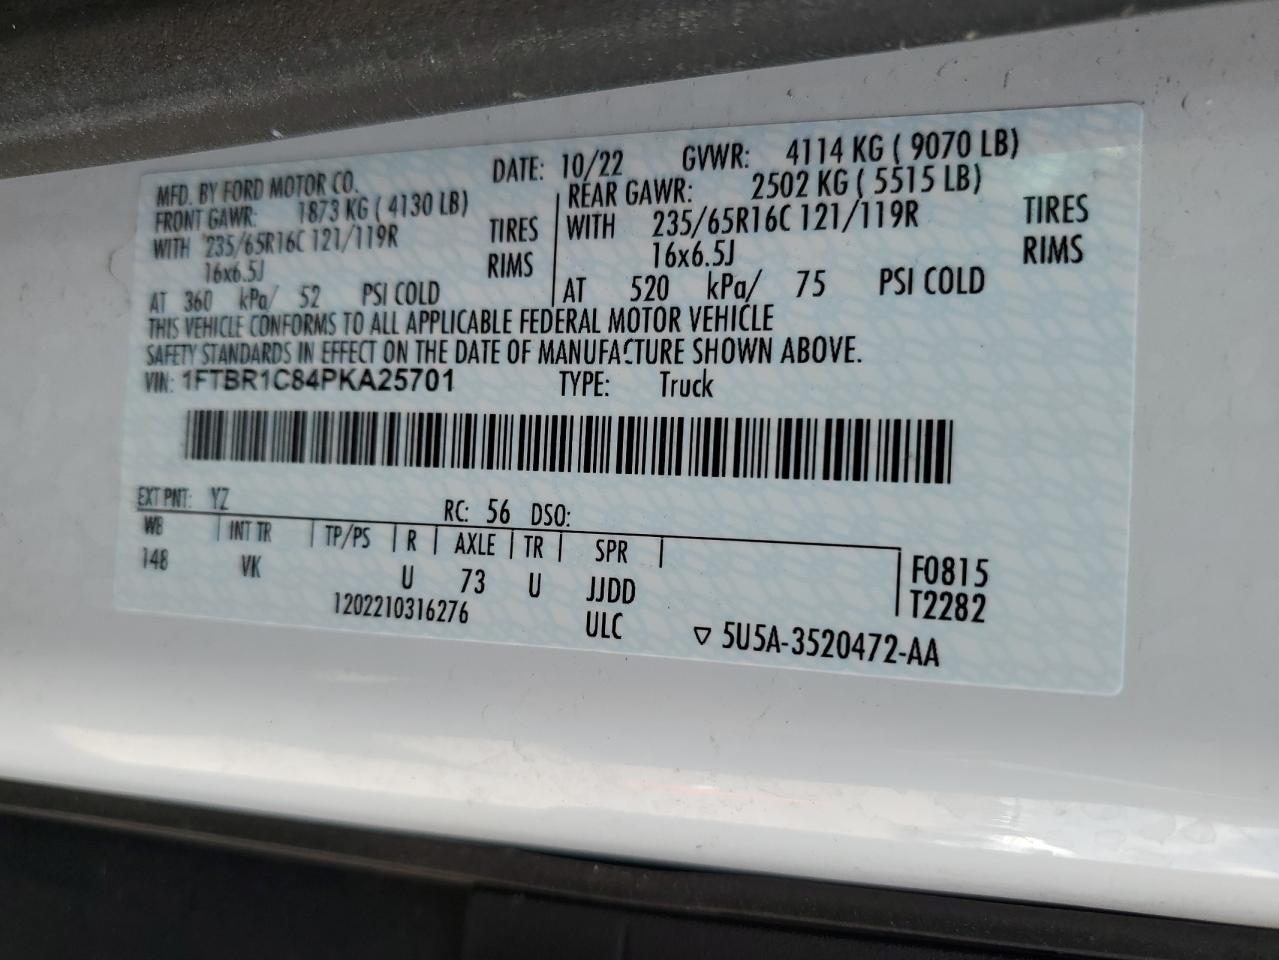 MFD. BY FORD MOTOR CO. DATE: 10/22 GVWR: 4114 KG ( 9070 LB)
FRONT GAWR: 1873 KG ( 4130 LB) REAR GAWR: 2502 KG ( 5515 LB)
WITH 235/65R16C 121/119R TIRES WITH 235/65R16C 121/119R TIRES
16x6.5J RIMS 16x6.5J RIMS
AT 360 kPa/ 52 PSI COLD AT 520 kPa/ 75 PSI COLD
THIS VEHICLE CONFORMS TO ALL APPLICABLE FEDERAL MOTOR VEHICLE
SAFETY STANDARDS IN EFFECT ON THE DATE OF MANUFACTURE SHOWN ABOVE.
VIN: 1FTBR1C84PKA25701 TYPE: Truck
EXT PNT: YZ RC: 56 DSO:
WB INT TR TP/PS R AXLE TR SPR F0815
148 VK U 73 U JJDD T2282
1202210316276 ULC ▽ 5U5A-3520472-AA